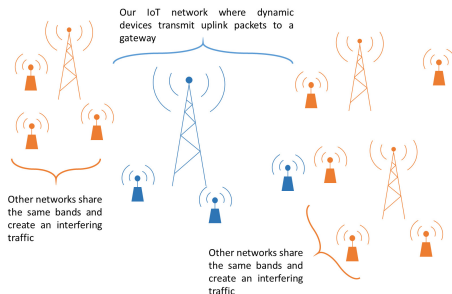 Our IoT network where dynamic
devices transmit uplink packets to a
gateway
Other networks share
the same bands and
create an interfering
traffic
Other networks share
the same bands and
create an interfering
traffic